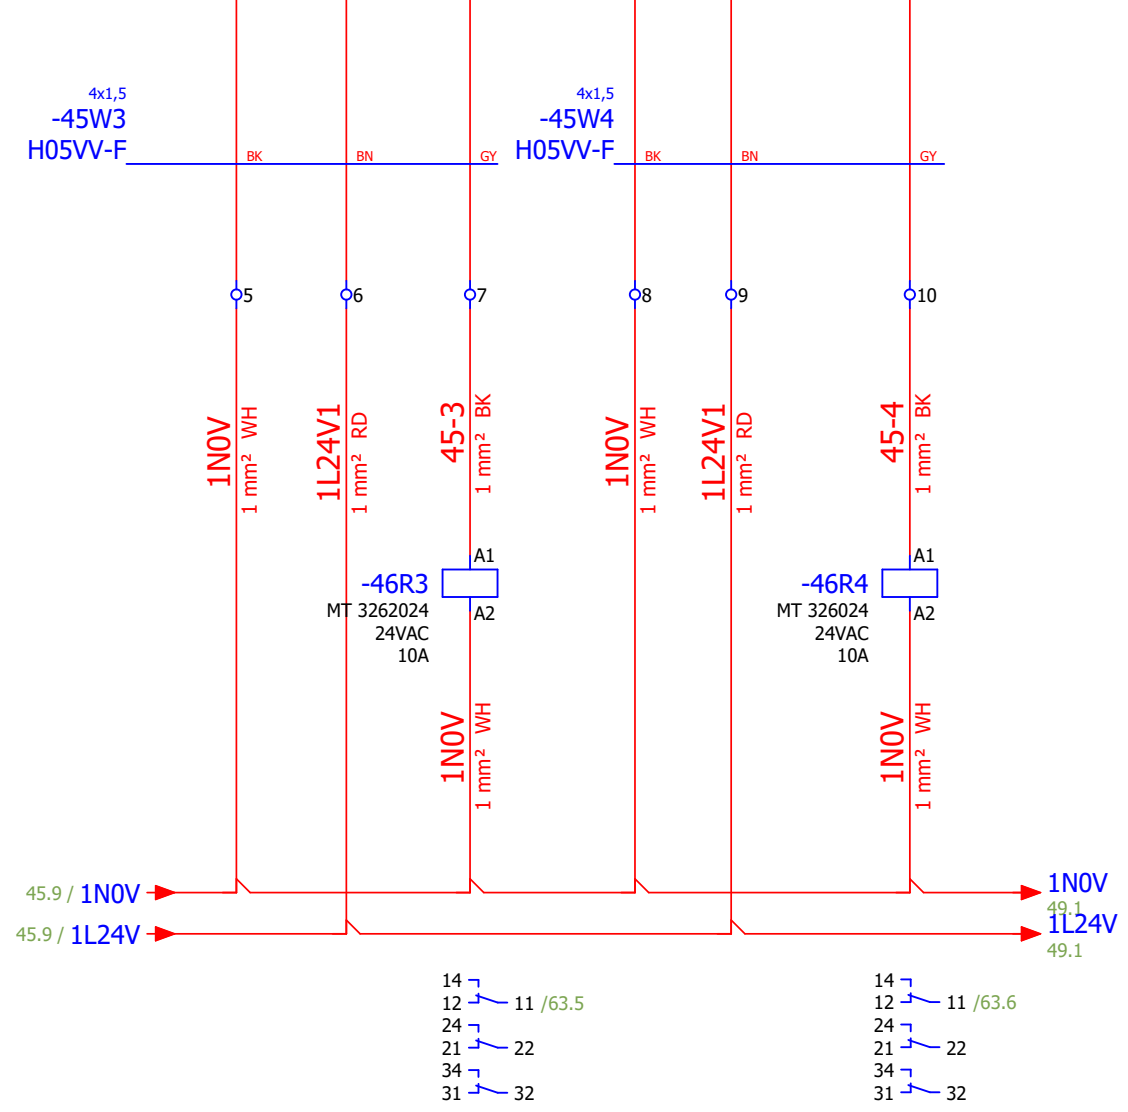 4x1,5
-45W3
H05VV-F
BK
BN
GY
4x1,5
-45W4
H05VV-F
BK
BN
GY
5
6
7
8
9
10
1N0V
1 mm² WH
1L24V1
1 mm² RD
45-3
1 mm² BK
1N0V
1 mm² WH
1L24V1
1 mm² RD
45-4
1 mm² BK
A1
-46R3
MT 3262024
A2
24VAC
10A
A1
-46R4
MT 326024
A2
24VAC
10A
1N0V
1 mm² WH
1N0V
1 mm² WH
45.9 / 1N0V
1N0V
49.1
45.9 / 1L24V
1L24V
49.1
14
12 11 /63.5
24
21 22
34
31 32
14
12 11 /63.6
24
21 22
34
31 32